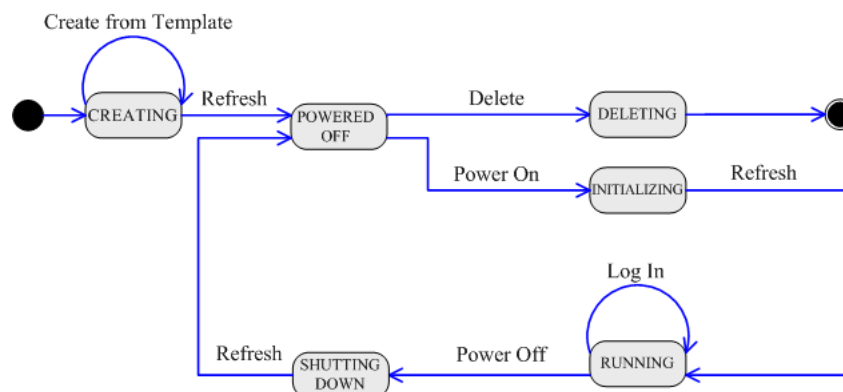 Create from Template
CREATING
Refresh
POWERED
OFF
Delete
DELETING
Power On
INITIALIZING
Refresh
Log In
RUNNING
Power Off
SHUTTING
DOWN
Refresh